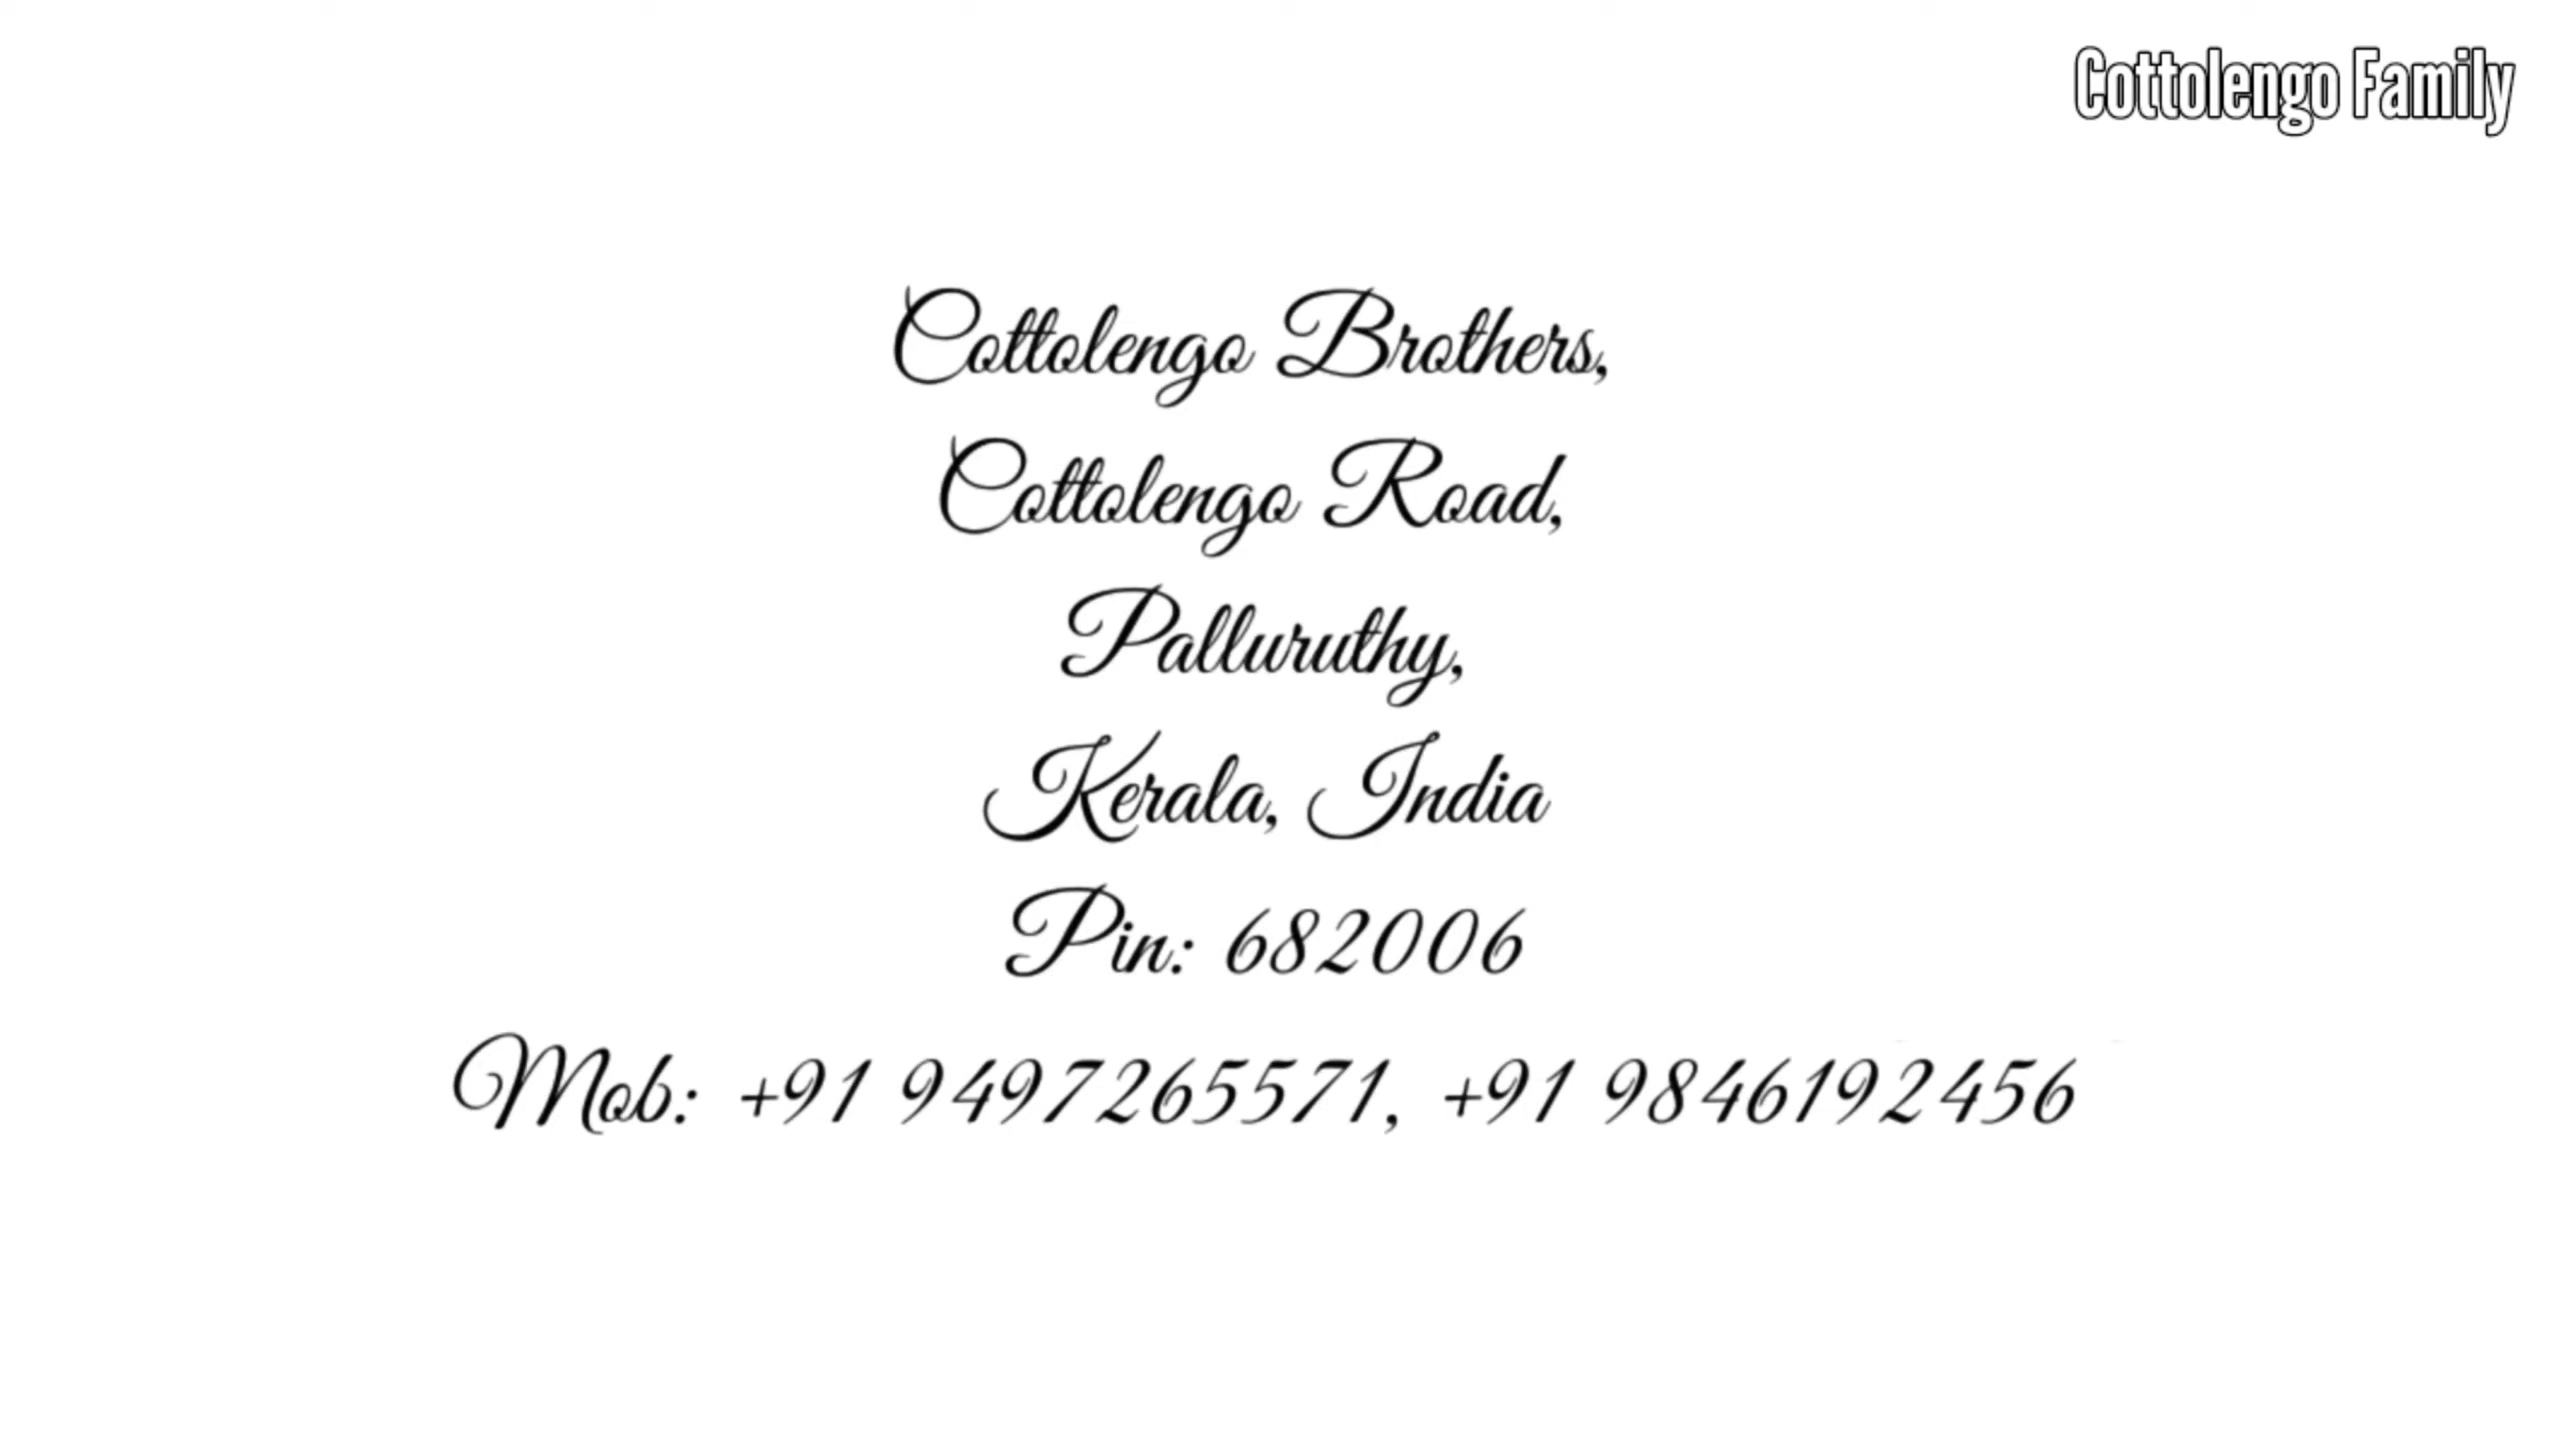 Cottolengo Family
Cottolengo Brothers,
Cottolengo Road,
Palluruthy,
Kerala, India
Pin: 682006
Mob: +91 9497265571, +91 9846192456